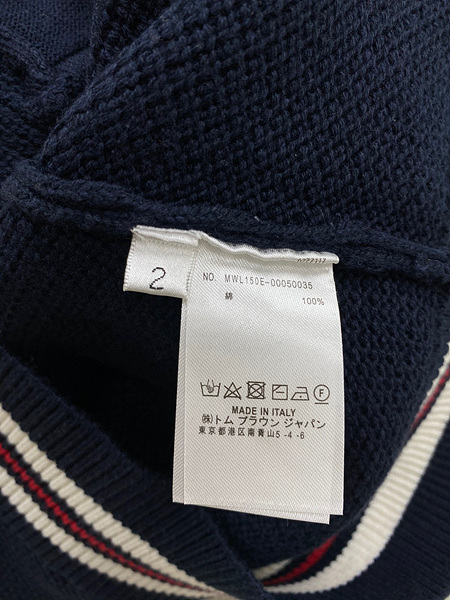 2
NO. MWL150E-00050035
綿 100%
F
MADE IN ITALY
㈱トム ブラウン ジャパン
東京都港区南青山5-4-6